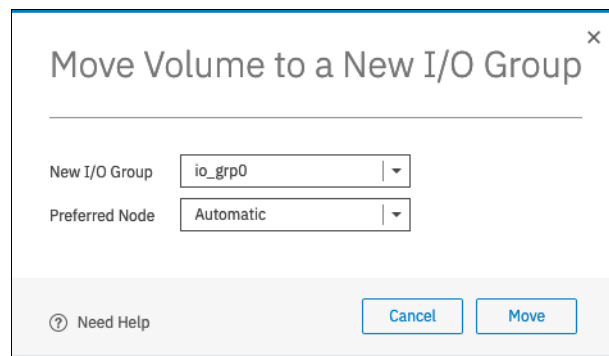 Move Volume to a New I/O Group
New I/O Group io_grp0
Preferred Node Automatic
? Need Help Cancel Move